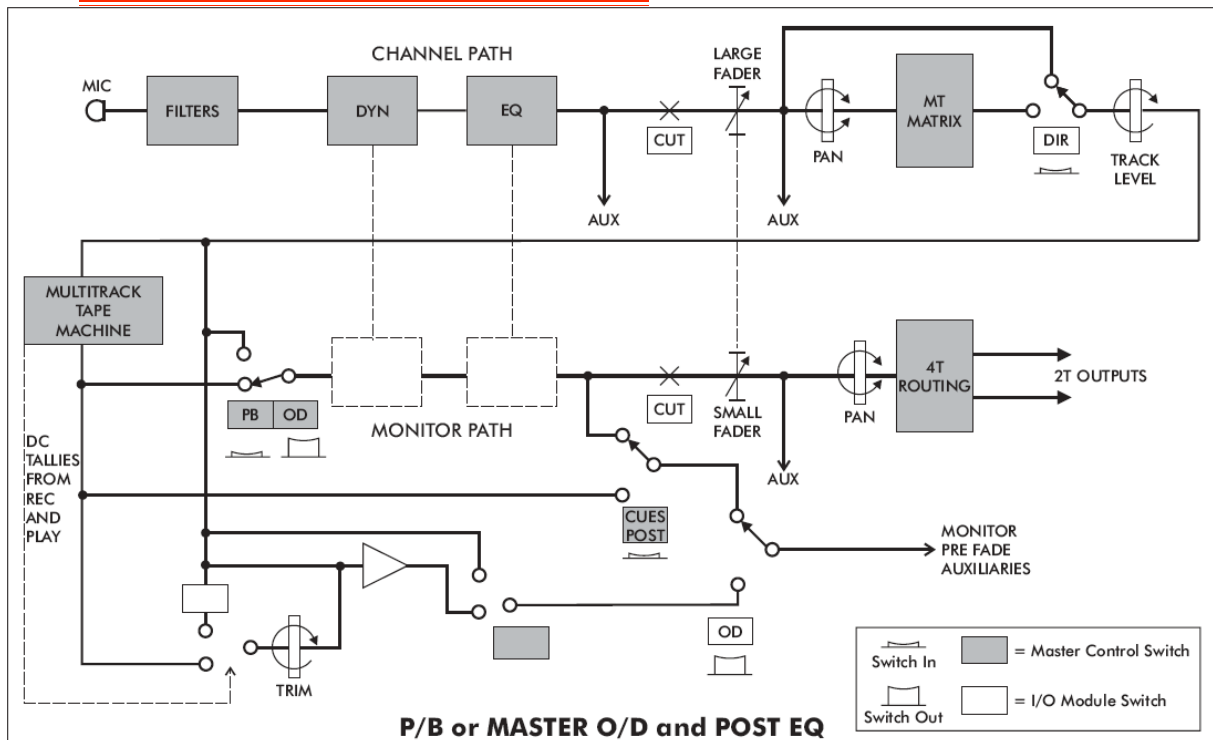 CHANNEL PATH
LARGE
FADER
MIC
FILTERS
DYN
EQ
MT
MATRIX
CUT
PAN
DIR
TRACK
LEVEL
AUX
AUX
MULTITRACK
TAPE
MACHINE
4T
ROUTING
2T OUTPUTS
PB
OD
MONITOR PATH
CUT
SMALL
FADER
PAN
DC
TALLIES
FROM
REC
AND
PLAY
AUX
CUES
POST
MONITOR
PRE FADE
AUXILIARIES
OD
TRIM
Switch In
= Master Control Switch
Switch Out
= I/O Module Switch
P/B or MASTER O/D and POST EQ